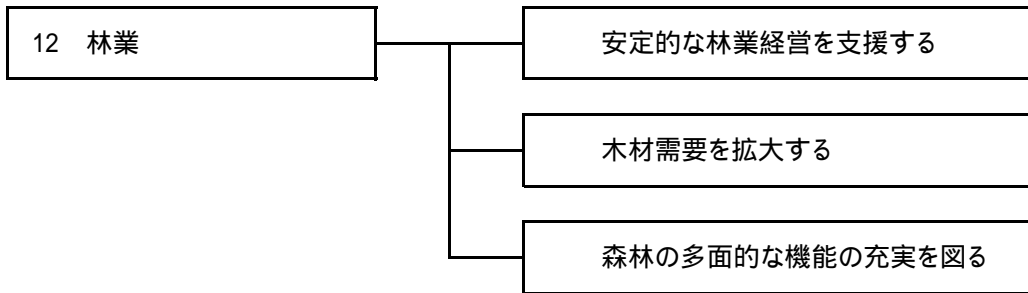 12　林業
安定的な林業経営を支援する
木材需要を拡大する
森林の多面的な機能の充実を図る